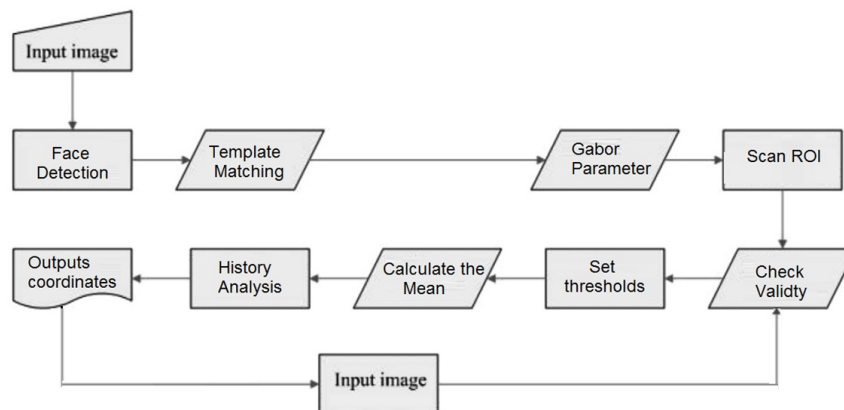 Input image
Face
Detection
Template
Matching
Gabor
Parameter
Scan ROI
Outputs
coordinates
History
Analysis
Calculate the
Mean
Set
thresholds
Check
Validty
Input image